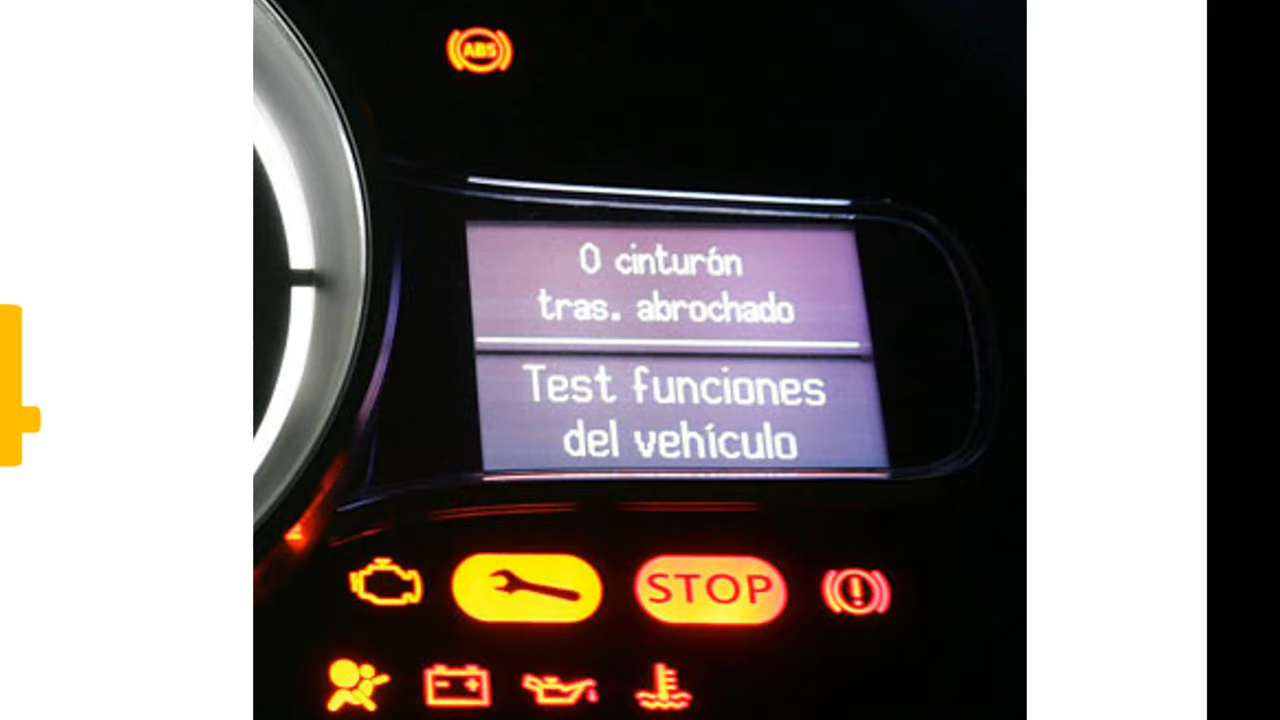 ABS
0 cinturón
tras. abrochado
Test funciones
del vehículo
STOP